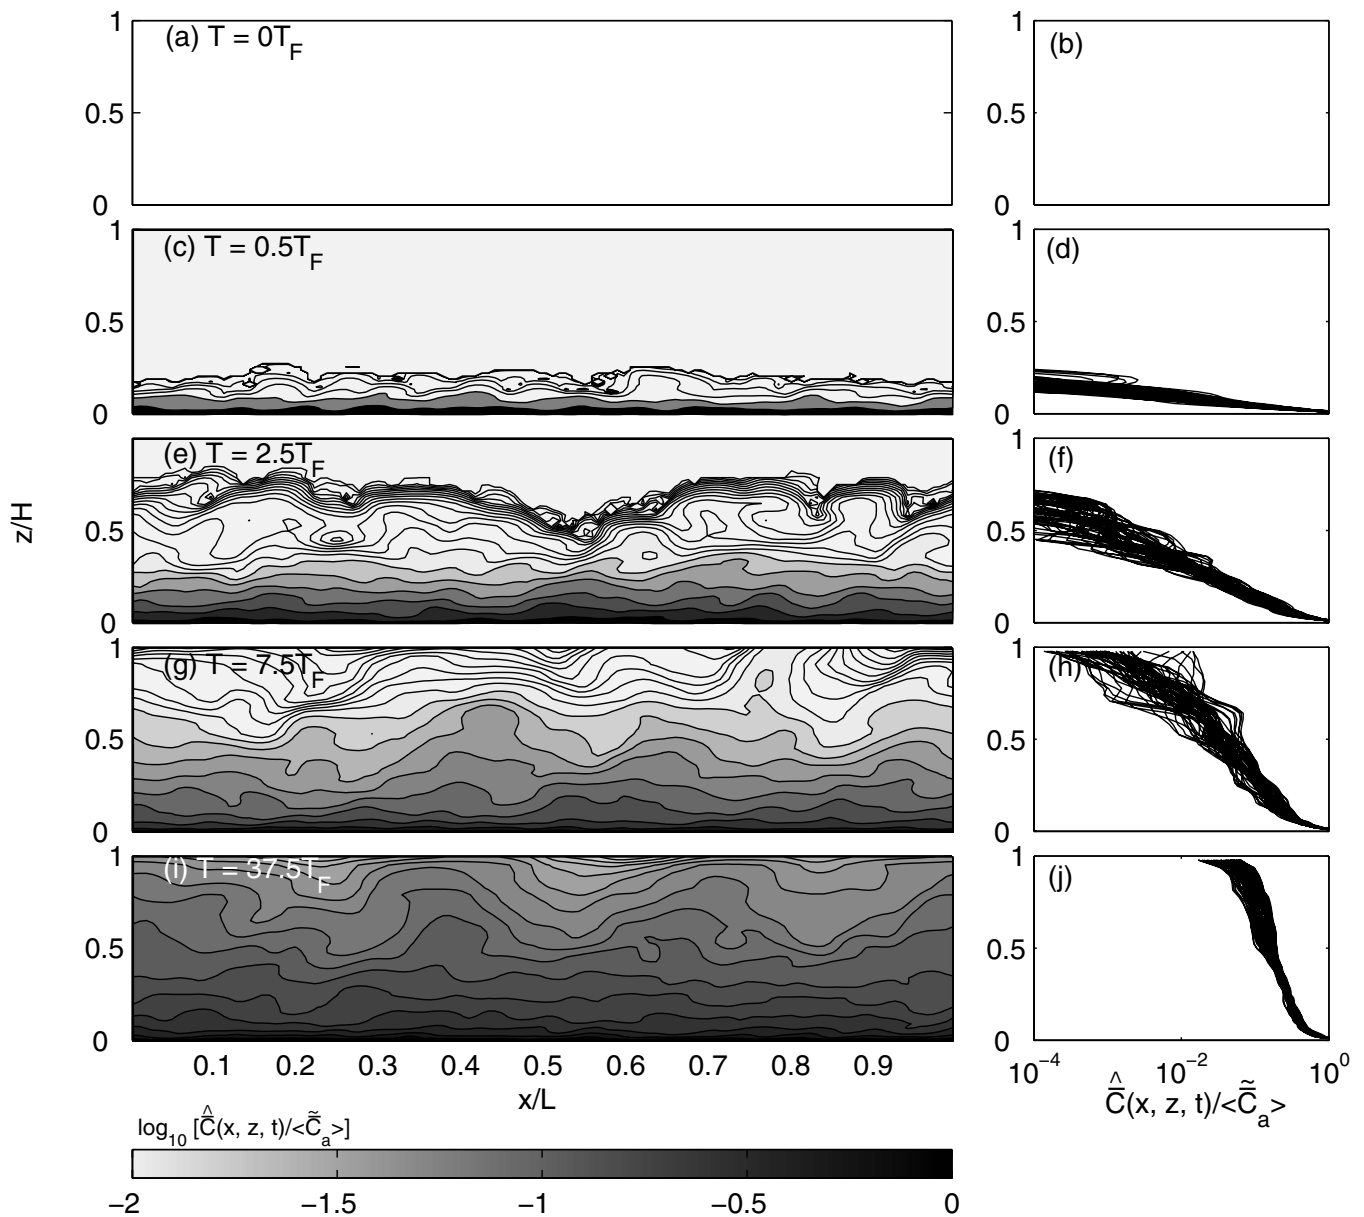 1
(a) T = 0T_F
0.5
0
1
(b)
0.5
0
1
(c) T = 0.5T_F
0.5
0
1
(d)
0.5
0
(e) T = 2.5T_F
0.5
0
1
(f)
0.5
0
z/H
1
(g) T = 7.5T_F
0.5
0
1
(h)
0.5
0
1
(i) T = 37.5T_F
0.5
0
1
(j)
0.5
0
0.1 0.2 0.3 0.4 0.5 0.6 0.7 0.8 0.9
x/L
10^−4 10^−2 10^0
Ĉ̄(x, z, t)/<C̄̃_a>
log_10 [Ĉ̄(x, z, t)/<C̄̃_a>]
−2 −1.5 −1 −0.5 0